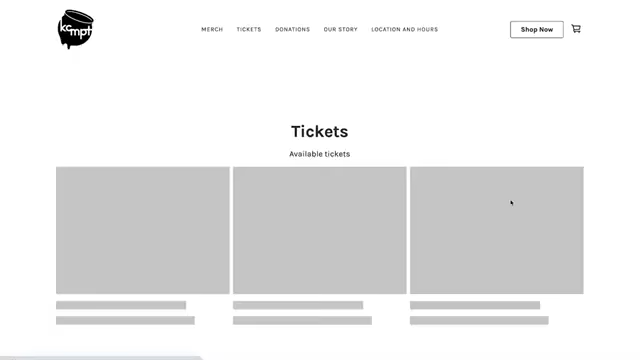 kc
mpt
MERCH TICKETS DONATIONS OUR STORY LOCATION AND HOURS
Shop Now
Tickets
Available tickets